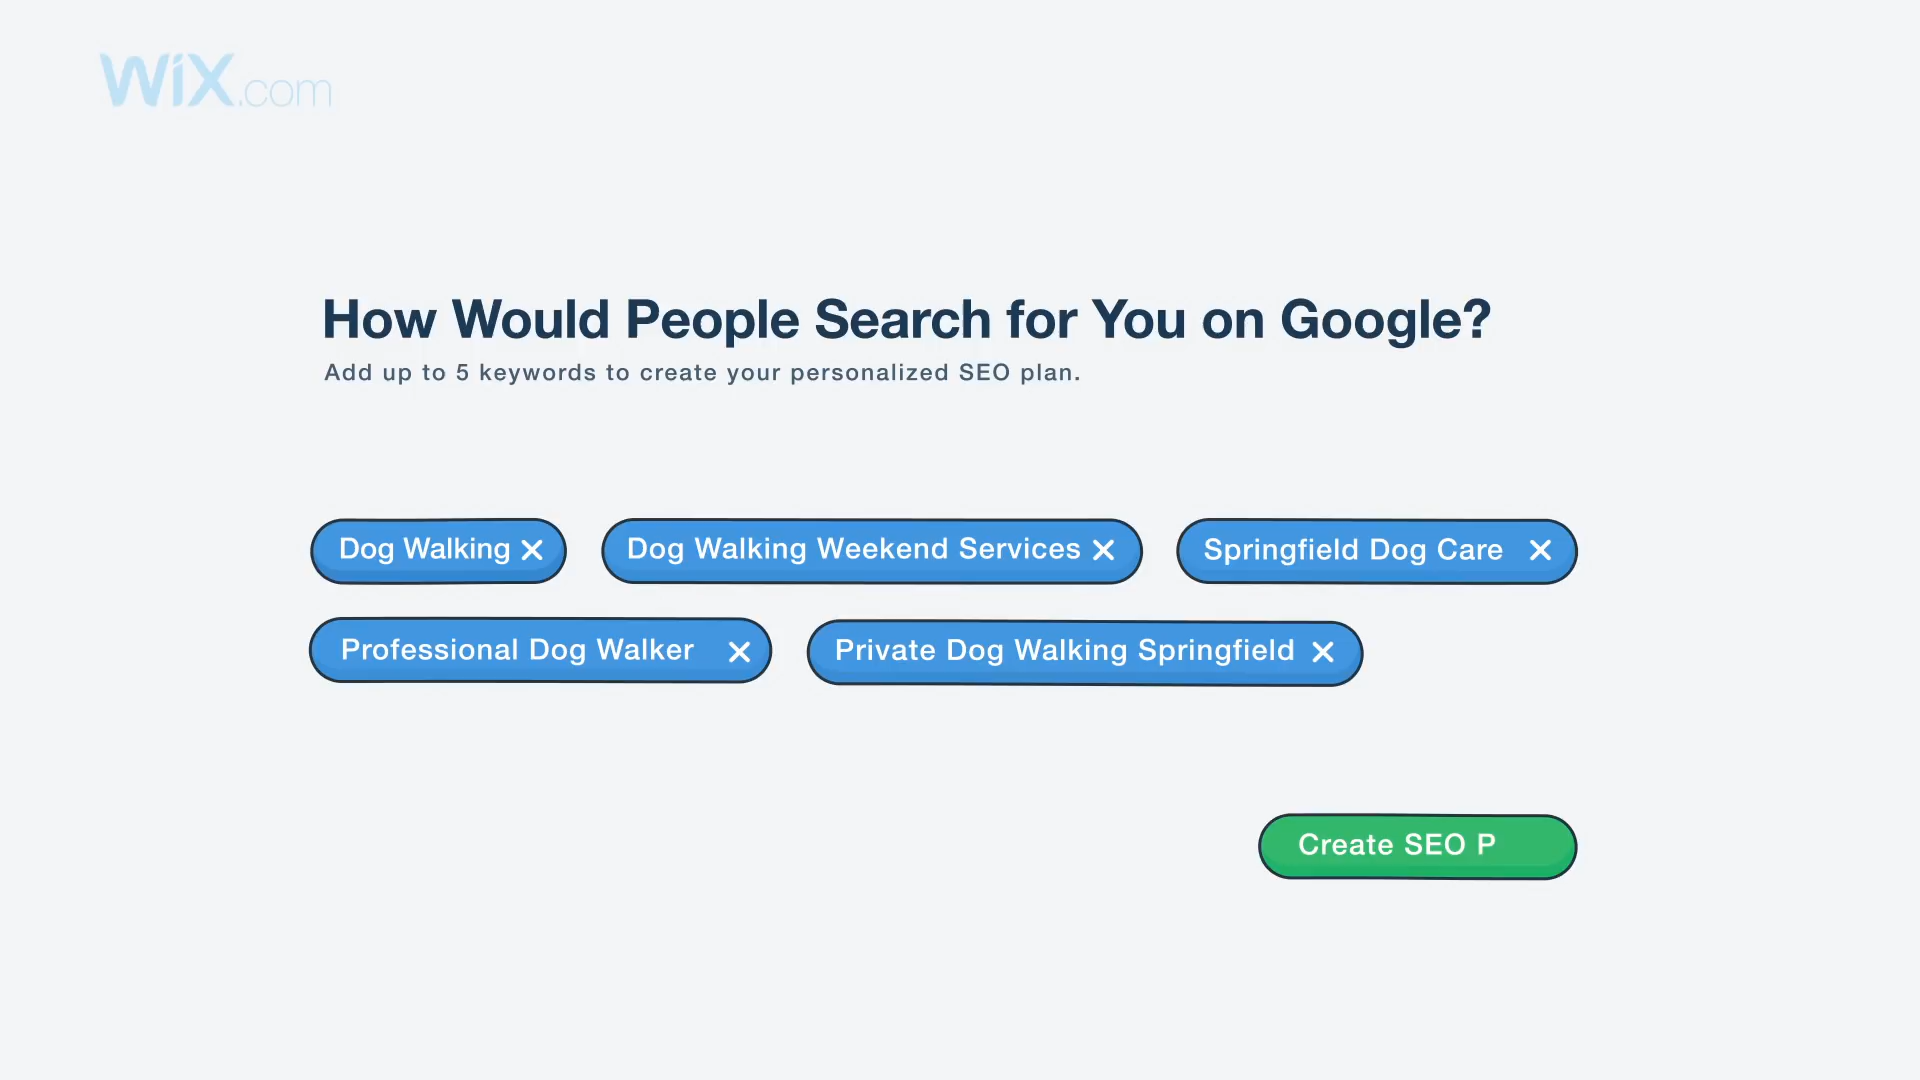 WiX.com
How Would People Search for You on Google?
Add up to 5 keywords to create your personalized SEO plan.
Dog Walking ✕
Dog Walking Weekend Services ✕
Springfield Dog Care ✕
Professional Dog Walker ✕
Private Dog Walking Springfield ✕
Create SEO P